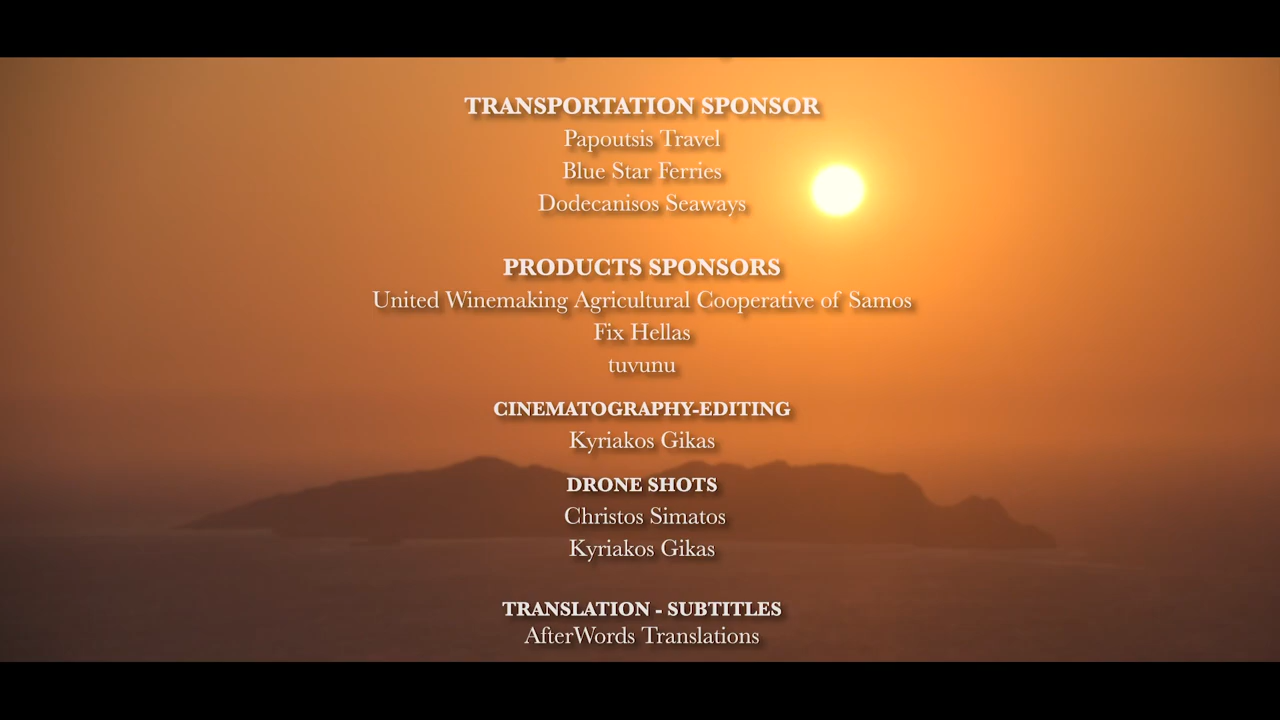 TRANSPORTATION SPONSOR
Papoutsis Travel
Blue Star Ferries
Dodecanisos Seaways
PRODUCTS SPONSORS
United Winemaking Agricultural Cooperative of Samos
Fix Hellas
tuvunu
CINEMATOGRAPHY-EDITING
Kyriakos Gikas
DRONE SHOTS
Christos Simatos
Kyriakos Gikas
TRANSLATION - SUBTITLES
AfterWords Translations